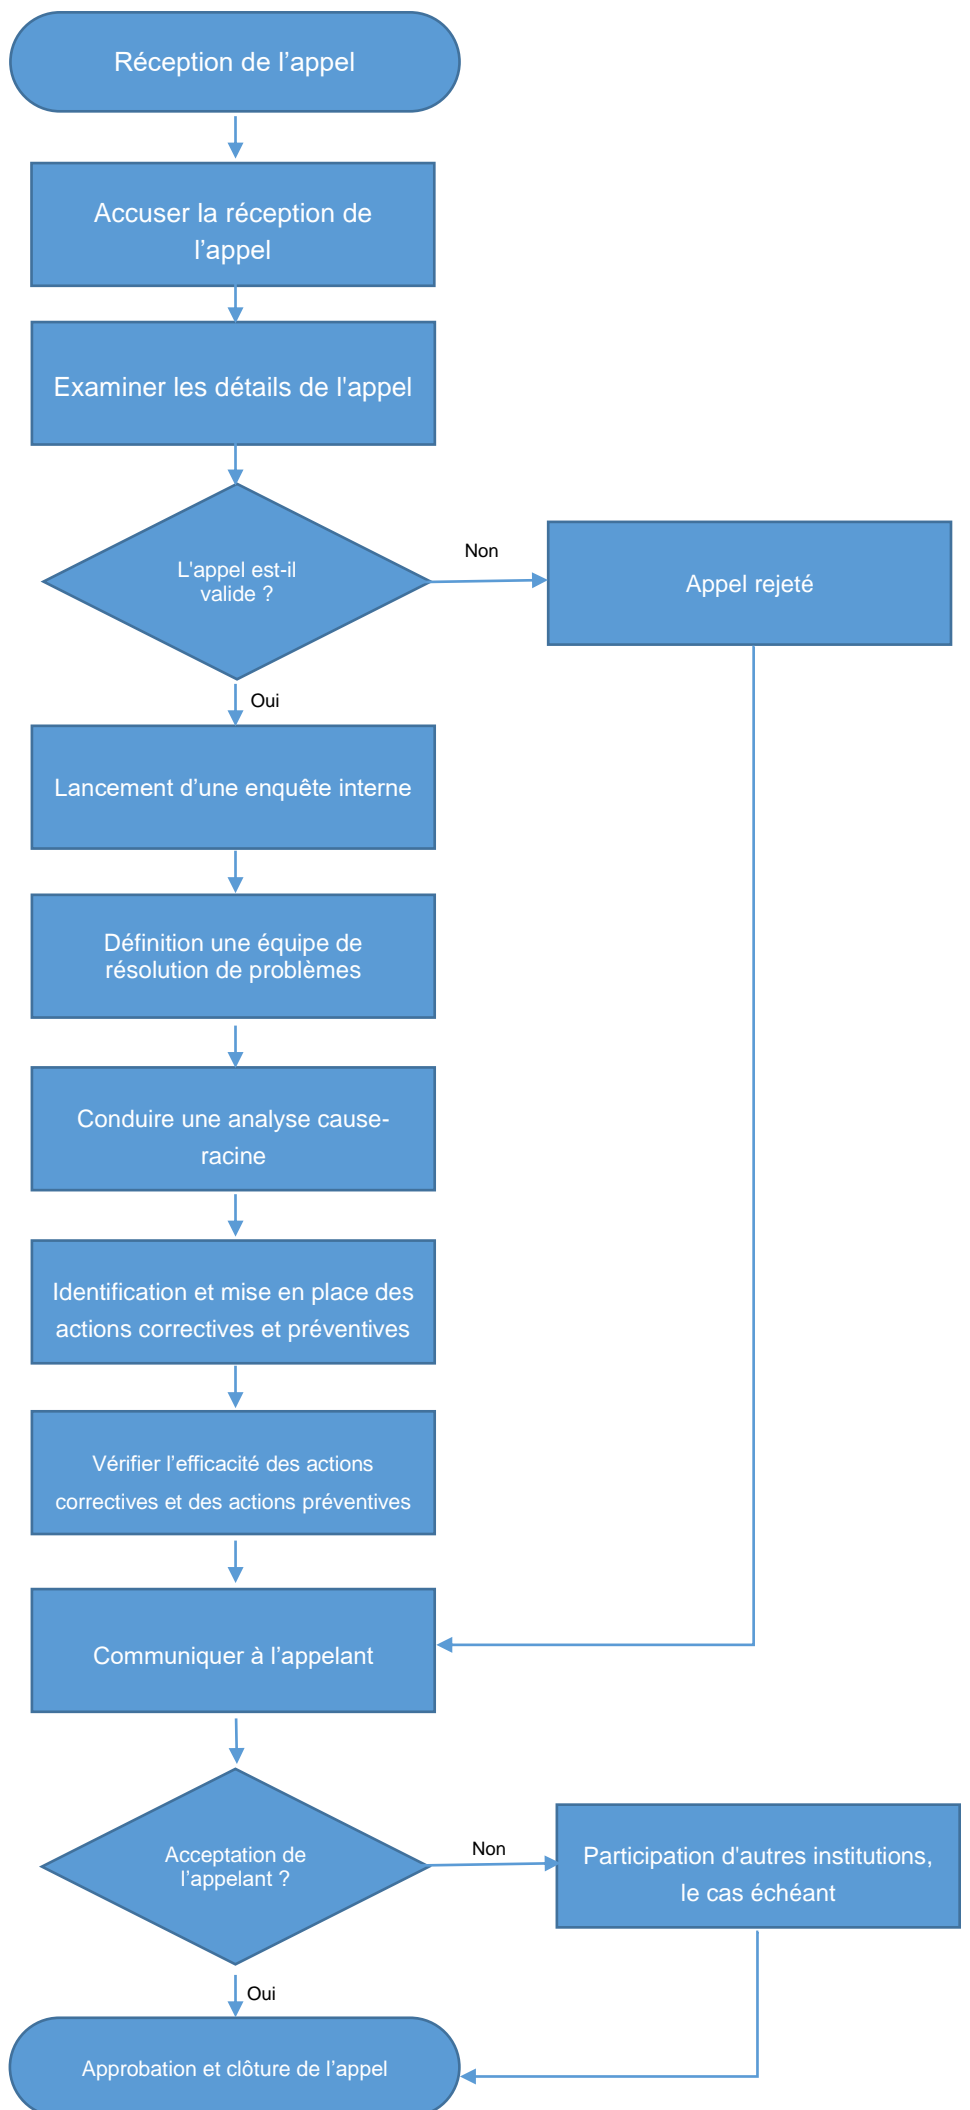 Réception de l’appel
Accuser la réception de
l’appel
Examiner les détails de l'appel
L'appel est-il
valide ?
Non
Appel rejeté
Oui
Lancement d’une enquête interne
Définition une équipe de
résolution de problèmes
Conduire une analyse cause-
racine
Identification et mise en place des
actions correctives et préventives
Vérifier l’efficacité des actions
correctives et des actions préventives
Communiquer à l’appelant
Acceptation de
l’appelant ?
Non
Participation d'autres institutions,
le cas échéant
Oui
Approbation et clôture de l’appel